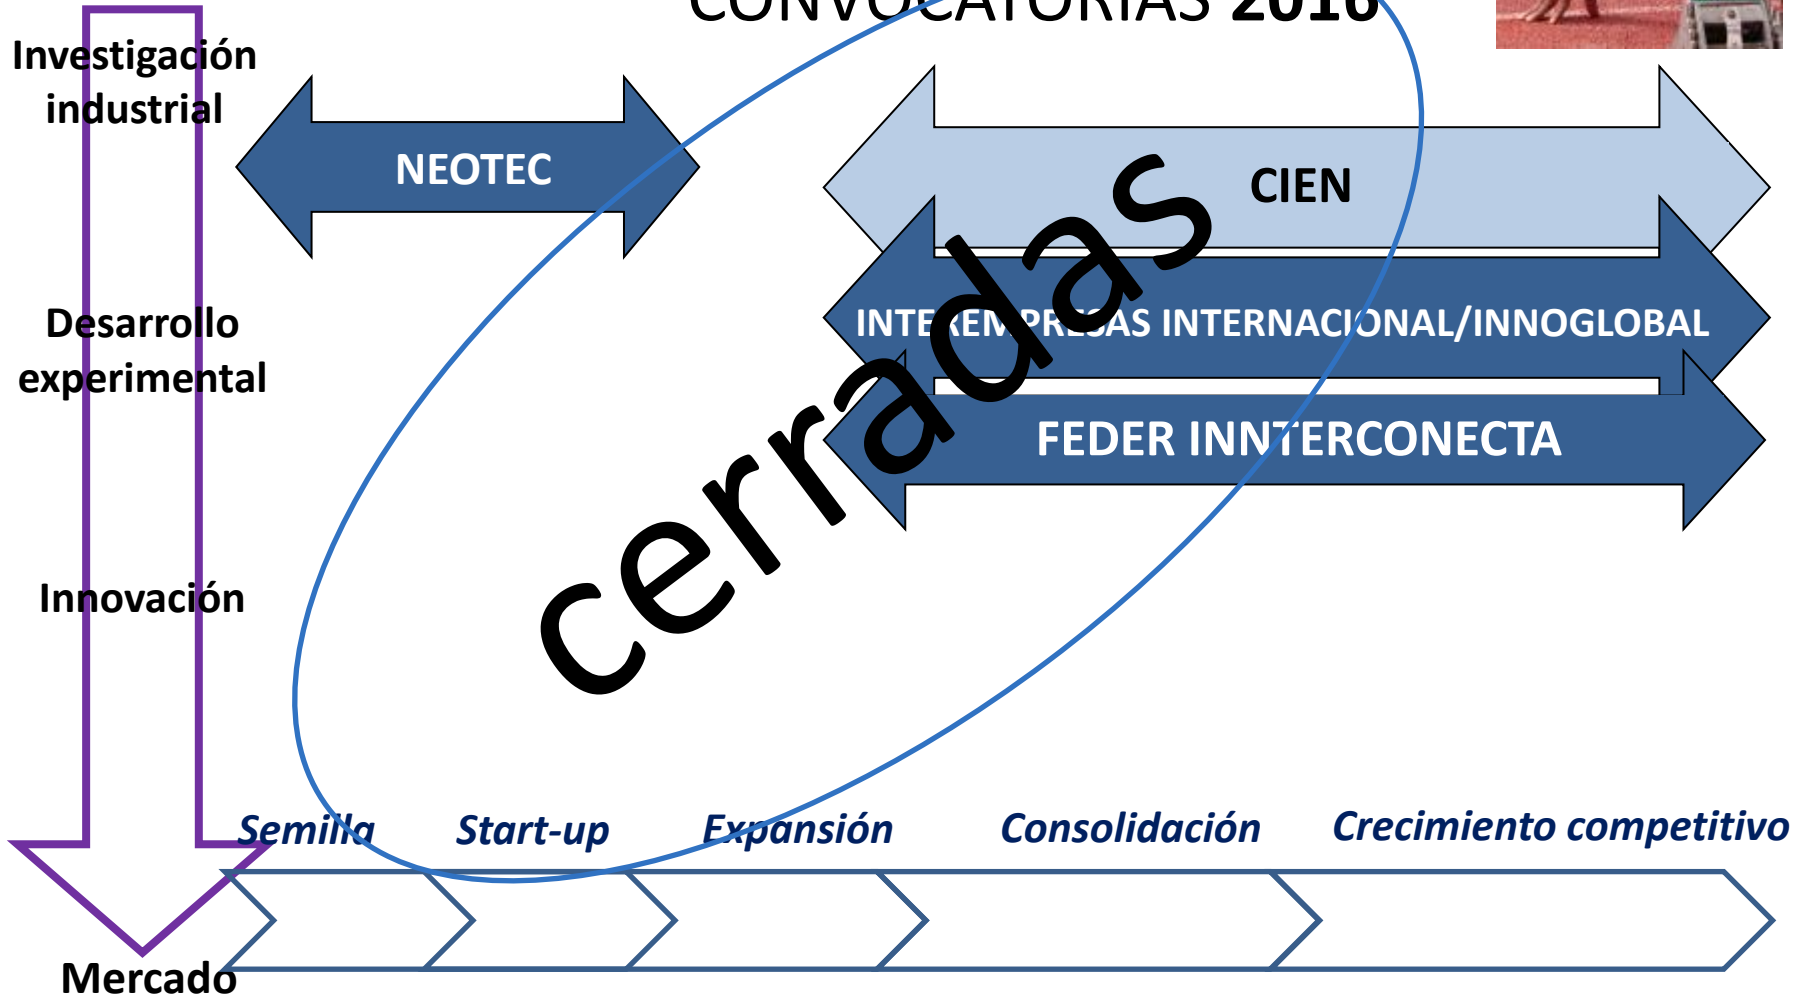 CONVOCATORIAS 2016
Investigación
industrial
NEOTEC
CIEN
Desarrollo
experimental
INTEREMPRESAS INTERNACIONAL/INNOGLOBAL
FEDER INNTERCONECTA
cerradas
Innovación
Semilla
Start-up
Expansión
Consolidación
Crecimiento competitivo
Mercado